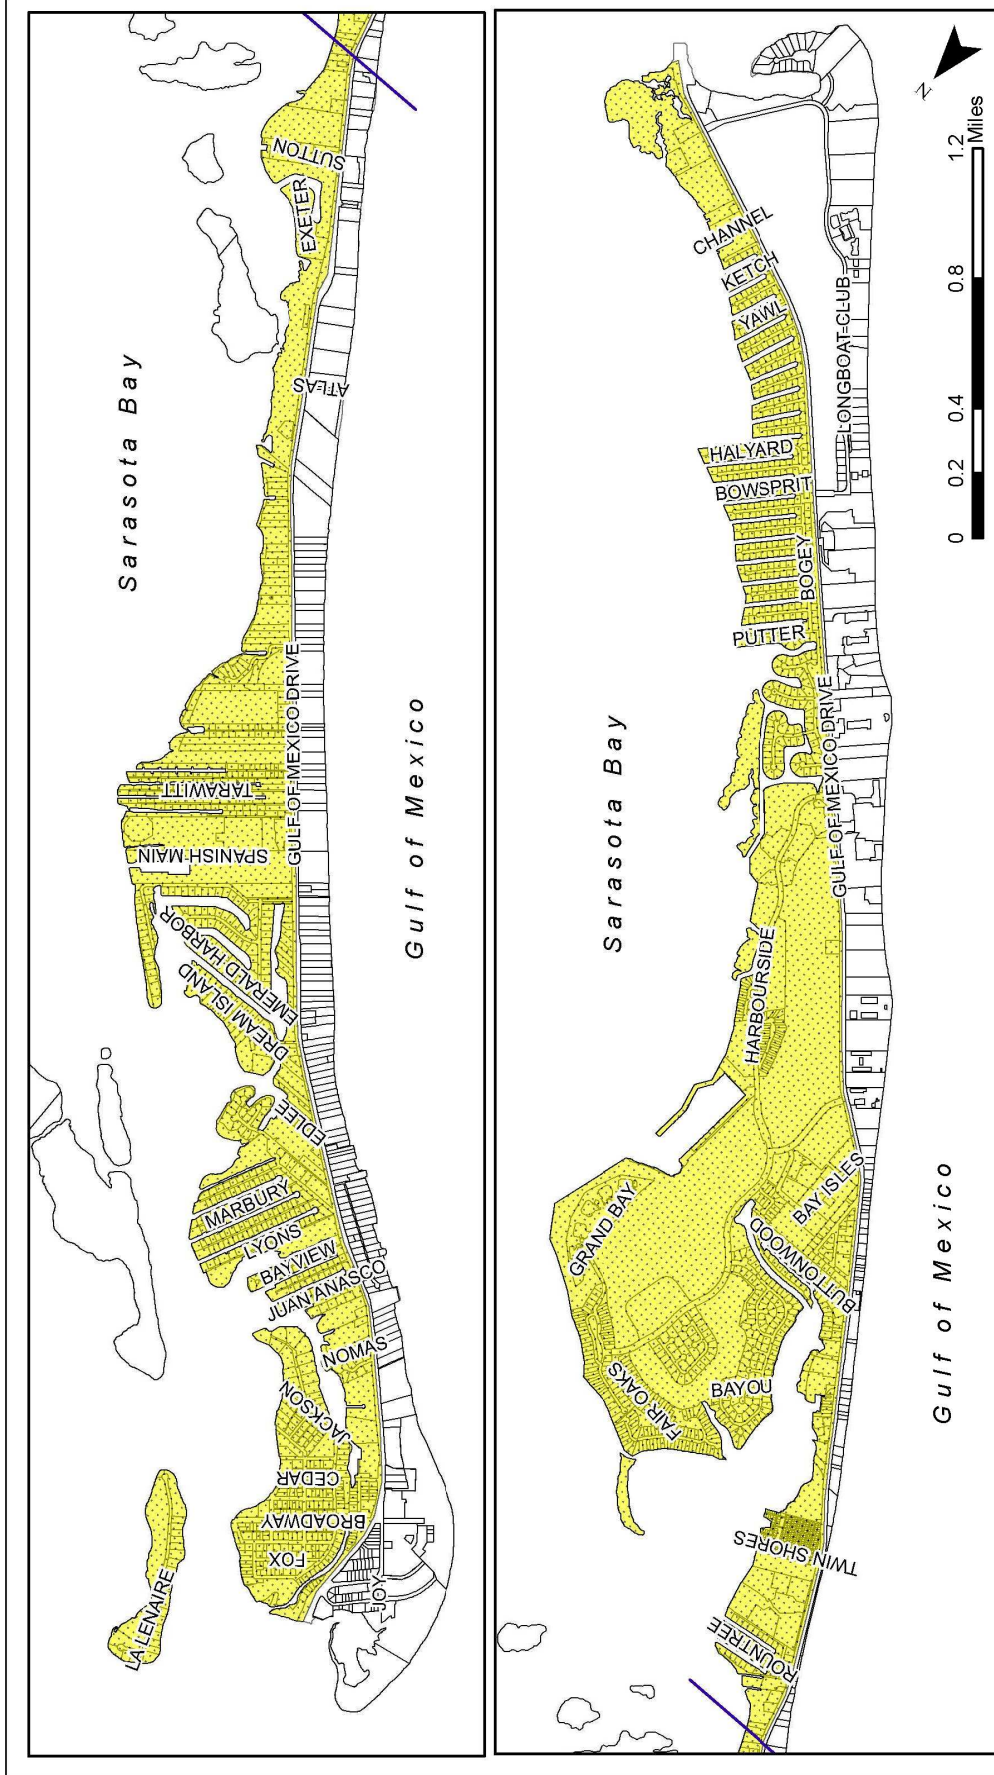 SUTTON
EXETER
Sarasota Bay
ATLAS
GULF OF MEXICO DRIVE
Gulf of Mexico
TARAWITT
SPANISH MAIN
EMERALD HARBOR
DREAM ISLAND
EDLEE
MARBURY
LYONS
BAYVIEW
JUAN ANASCO
NOMAS
JACKSON
CEDAR
BROADWAY
FOX
JOY
LA LENAIRE
N
1.2
Miles
0.8
0.4
0.2
0
CHANNEL
KETCH
YAWL
LONGBOAT CLUB
HALYARD
BOWSPRIT
BOGEY
PUTTER
GULF OF MEXICO DRIVE
Sarasota Bay
HARBOURSIDE
GRAND BAY
BAY ISLES
BUTTONWOOD
Gulf of Mexico
BAYOU
FAIR OAKS
TWIN SHORES
ROUNTREE